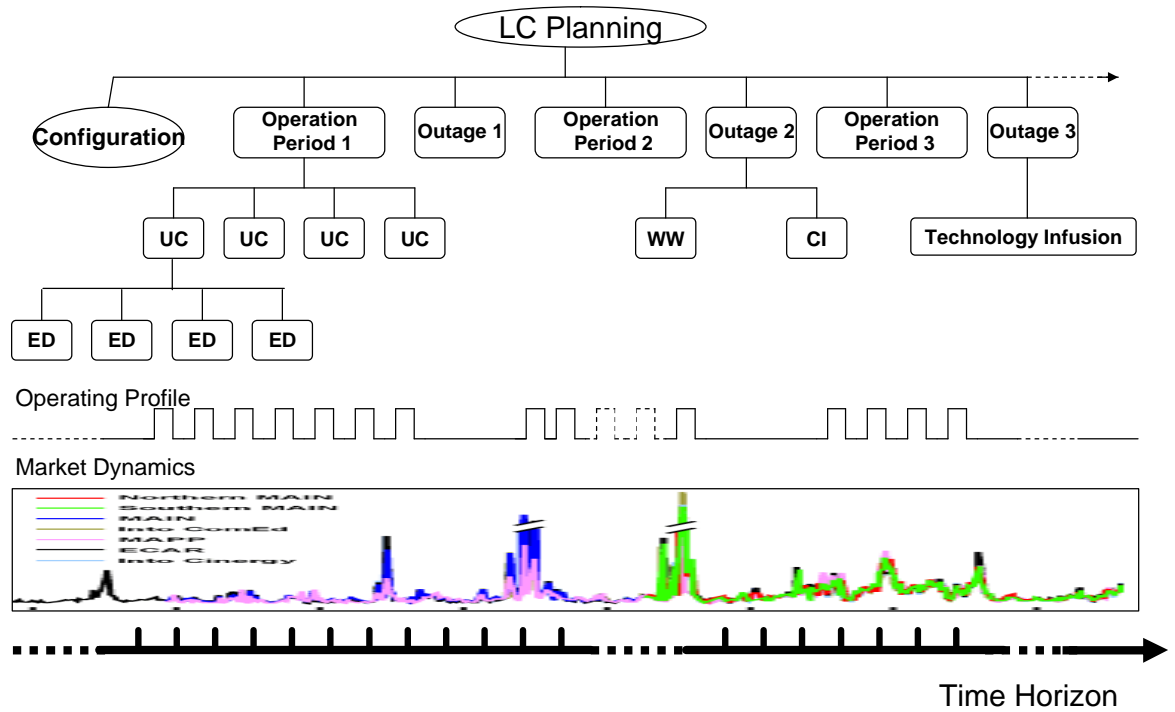 LC Planning
Configuration
Operation
Period 1
Outage 1
Operation
Period 2
Outage 2
Operation
Period 3
Outage 3
UC
UC
UC
UC
WW
CI
Technology Infusion
ED
ED
ED
ED
Operating Profile
Market Dynamics
Northern MAIN
Southern MAIN
MAIN
Into ComEd
MAPP
ECAR
Into Cinergy
Time Horizon